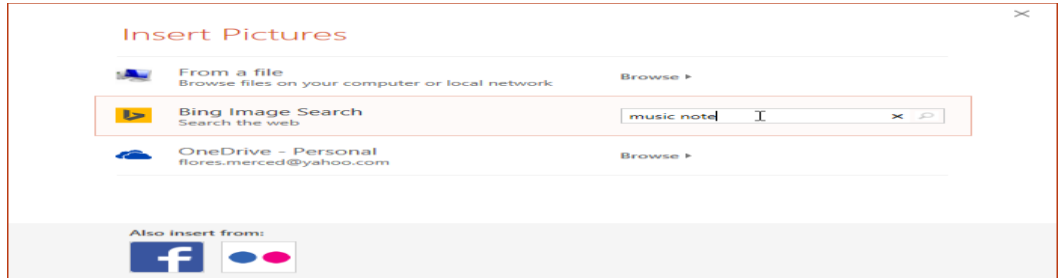 Insert Pictures
From a file
Browse files on your computer or local network
Browse
Bing Image Search
Search the web
music note
OneDrive - Personal
flores.merced@yahoo.com
Browse
Also insert from:
f